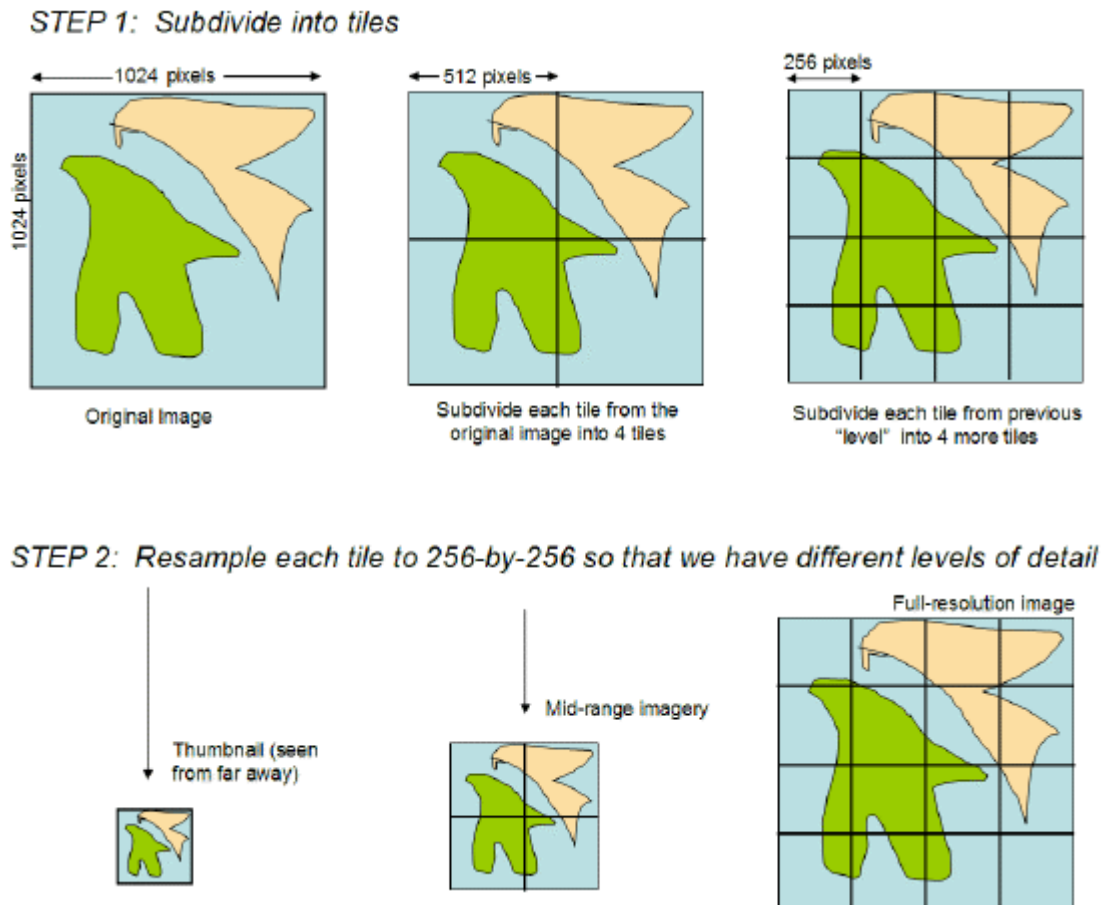 STEP 1:  Subdivide into tiles
1024 pixels
512 pixels
256 pixels
1024 pixels
Original Image
Subdivide each tile from the
original image into 4 tiles
Subdivide each tile from previous
“level”  into 4 more tiles
STEP 2:  Resample each tile to 256-by-256 so that we have different levels of detail
Full-resolution image
Mid-range imagery
Thumbnail (seen
from far away)